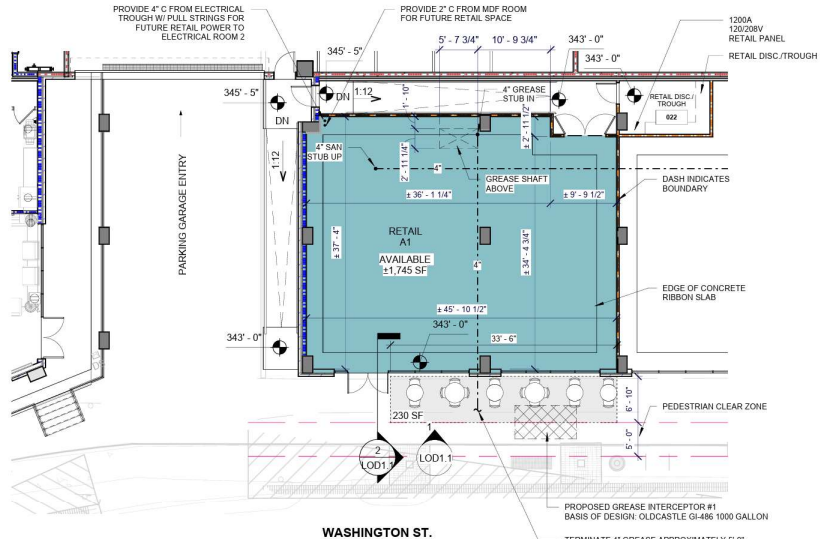 PROVIDE 4" C FROM ELECTRICAL
TROUGH W/ PULL STRINGS FOR
FUTURE RETAIL POWER TO
ELECTRICAL ROOM 2
PROVIDE 2" C FROM MDF ROOM
FOR FUTURE RETAIL SPACE
345' - 5"
5' - 7 3/4"
10' - 9 3/4"
343' - 0"
343' - 0"
1200A
120/208V
RETAIL PANEL
RETAIL DISC./TROUGH
345' - 5"
DN
DN
1:12
1' - 10"
4" GREASE
STUB IN
± 2' - 11 1/2"
RETAIL DISC./
TROUGH
022
PARKING GARAGE ENTRY
1:12
4" SAN
STUB UP
2' - 11 1/4"
4"
GREASE SHAFT
ABOVE
DASH INDICATES
BOUNDARY
± 36' - 1 1/4"
± 9' - 9 1/2"
RETAIL
A1
AVAILABLE
±1,745 SF
± 37' - 4"
4"
± 34' - 4 3/4"
EDGE OF CONCRETE
RIBBON SLAB
± 45' - 10 1/2"
343' - 0"
343' - 0"
33' - 6"
230 SF
6' - 10"
PEDESTRIAN CLEAR ZONE
5' - 0"
1
2
LOD1.1
LOD1.1
PROPOSED GREASE INTERCEPTOR #1
BASIS OF DESIGN: OLDCASTLE GI-486 1000 GALLON
WASHINGTON ST.
TERMINATE 4" GREASE APPROXIMATELY 5'-0"